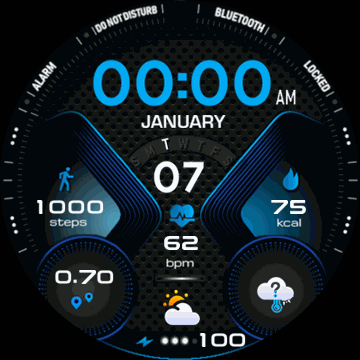 DO NOT DISTURB
BLUETOOTH
ALARM
LOCKED
00:00 AM
JANUARY
T
S M T W T F S
07
1000
steps
75
kcal
62
bpm
0.70
?
100